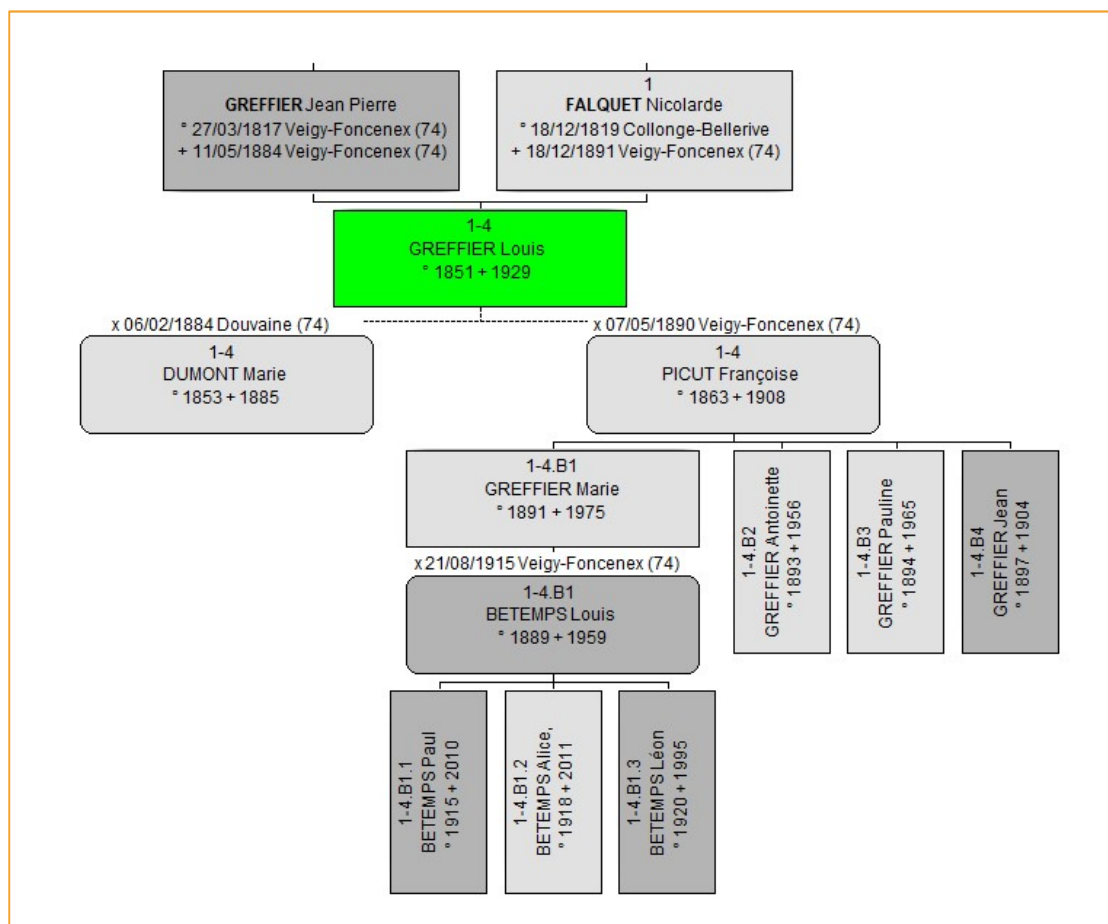 GREFFIER Jean Pierre
° 27/03/1817 Veigy-Foncenex (74)
+ 11/05/1884 Veigy-Foncenex (74)
1
FALQUET Nicolarde
° 18/12/1819 Collonge-Bellerive
+ 18/12/1891 Veigy-Foncenex (74)
1-4
GREFFIER Louis
° 1851 + 1929
x 06/02/1884 Douvaine (74)
1-4
DUMONT Marie
° 1853 + 1885
x 07/05/1890 Veigy-Foncenex (74)
1-4
PICUT Françoise
° 1863 + 1908
1-4.B1
GREFFIER Marie
° 1891 + 1975
x 21/08/1915 Veigy-Foncenex (74)
1-4.B1
BETEMPS Louis
° 1889 + 1959
1-4.B2
GREFFIER Antoinette
° 1893 + 1956
1-4.B3
GREFFIER Pauline
° 1894 + 1965
1-4.B4
GREFFIER Jean
° 1897 + 1904
1-4.B1.1
BETEMPS Paul
° 1915 + 2010
1-4.B1.2
BETEMPS Alice,
° 1918 + 2011
1-4.B1.3
BETEMPS Léon
° 1920 + 1995